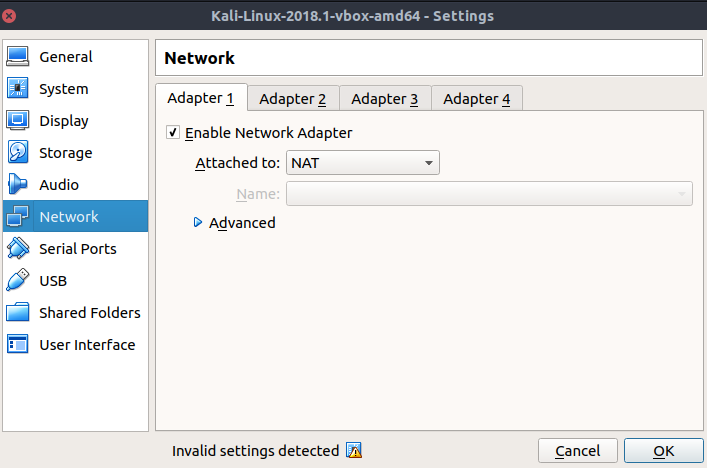 Kali-Linux-2018.1-vbox-amd64 - Settings
General
System
Display
Storage
Audio
Network
Serial Ports
USB
Shared Folders
User Interface
Network
Adapter 1 Adapter 2 Adapter 3 Adapter 4
Enable Network Adapter
Attached to: NAT
Name:
Advanced
Invalid settings detected
Cancel OK